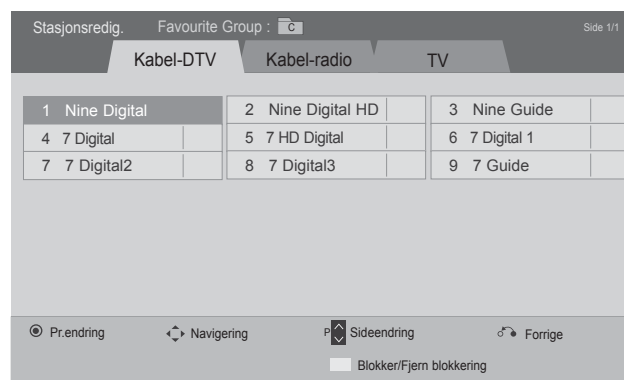 Stasjonsredig. Favourite Group : C Side 1/1
Kabel-DTV Kabel-radio TV
1 Nine Digital 2 Nine Digital HD 3 Nine Guide
4 7 Digital 5 7 HD Digital 6 7 Digital 1
7 7 Digital2 8 7 Digital3 9 7 Guide
Pr.endring Navigering P Sideendring Forrige
Blokker/Fjern blokkering